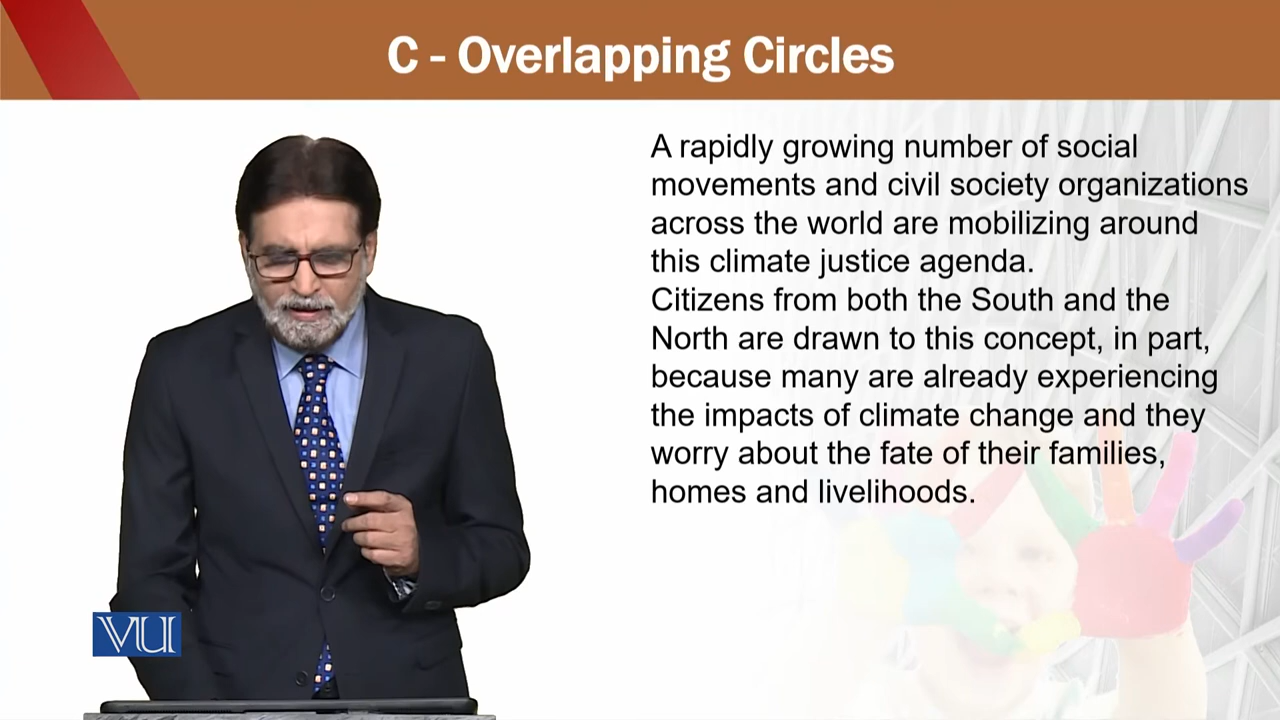 C - Overlapping Circles
A rapidly growing number of social
movements and civil society organizations
across the world are mobilizing around
this climate justice agenda.
Citizens from both the South and the
North are drawn to this concept, in part,
because many are already experiencing
the impacts of climate change and they
worry about the fate of their families,
homes and livelihoods.
VU